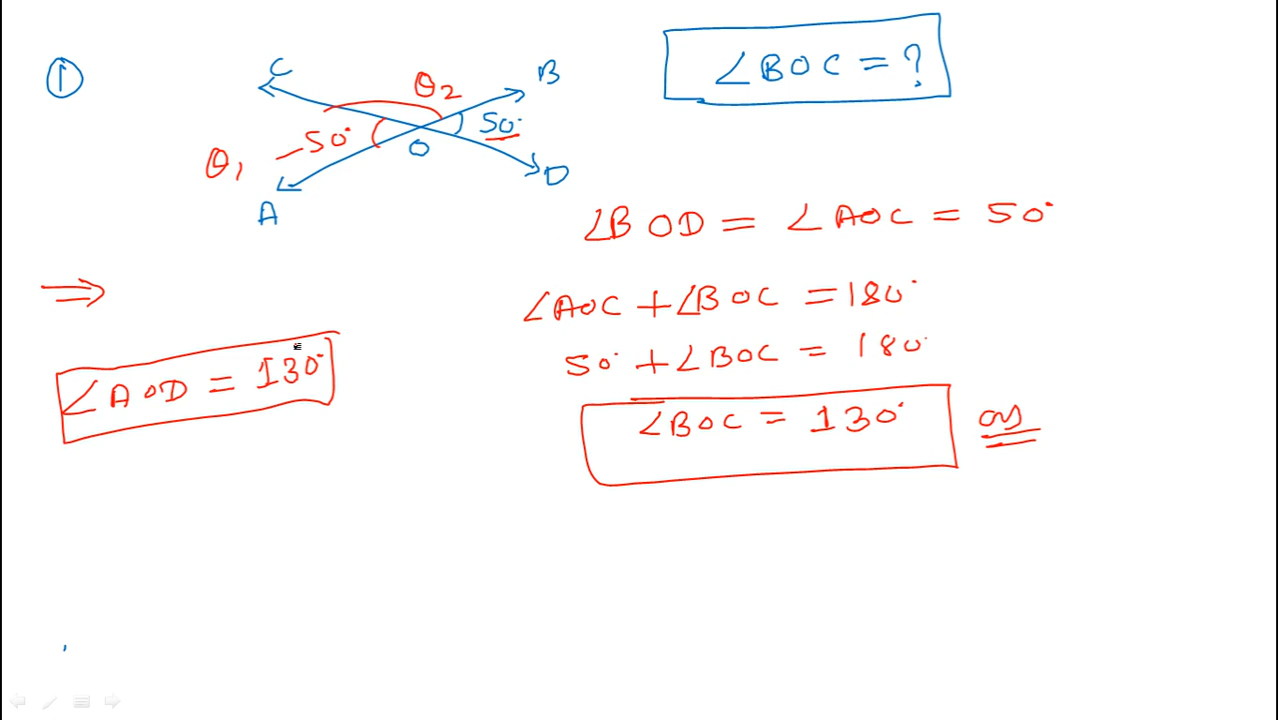 ①
C
θ2
B
∠BOC = ?
50°
50°
θ1
O
D
A
∠BOD = ∠AOC = 50°
∠AOC + ∠BOC = 180°
50° + ∠BOC = 180
∠AOD = 130°
∠BOC = 130°